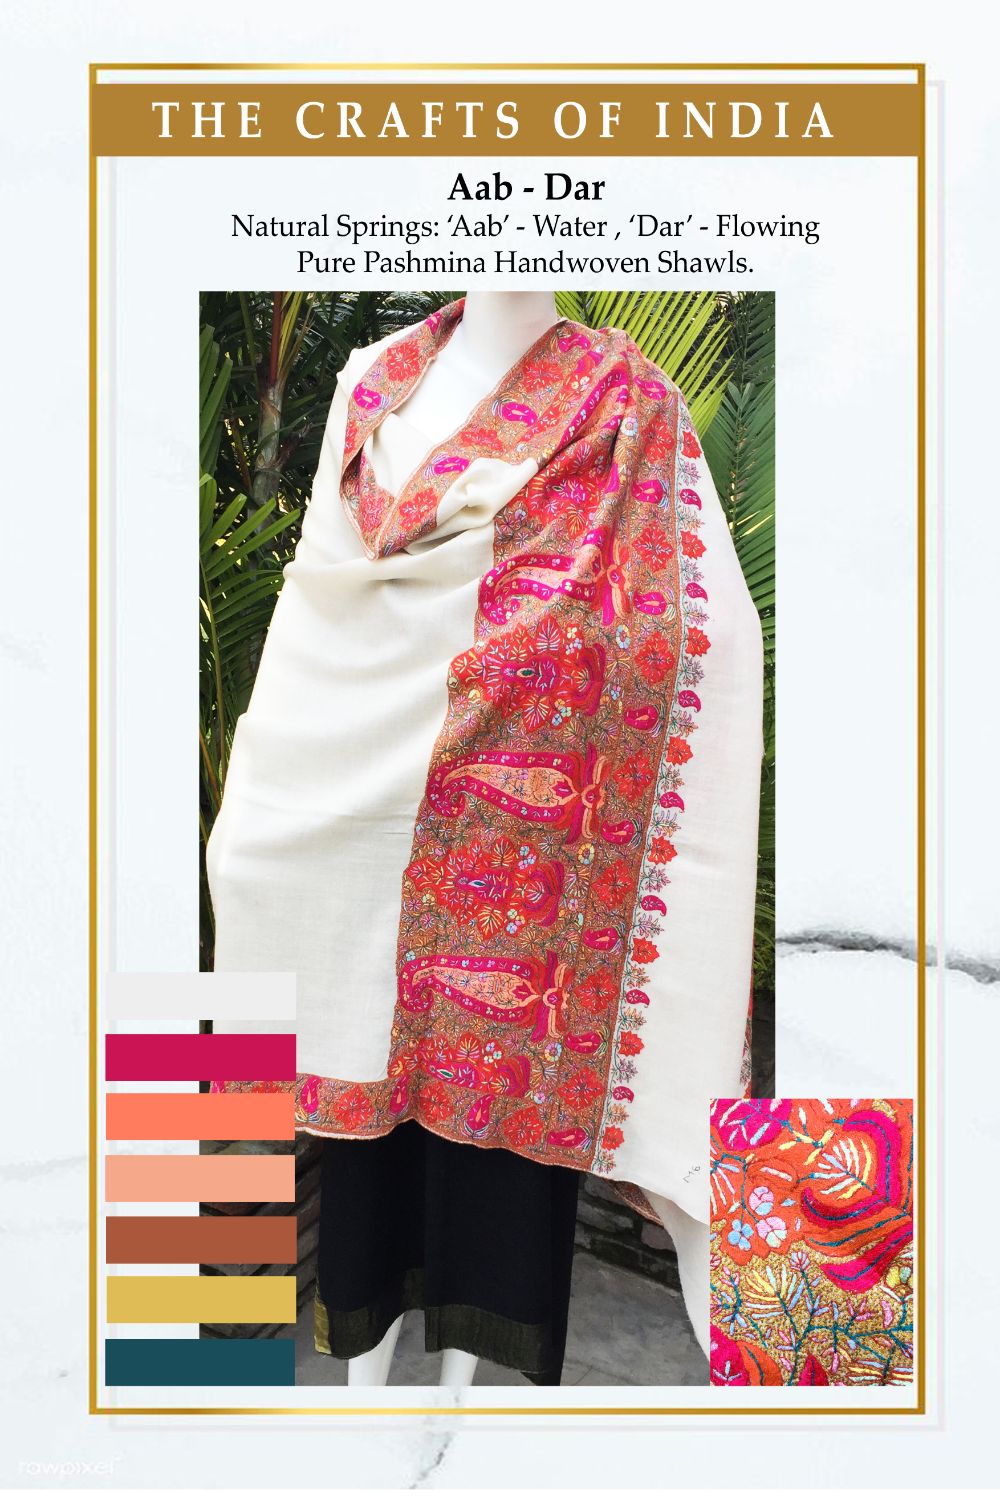 THE CRAFTS OF INDIA
Aab - Dar
Natural Springs: ‘Aab’ - Water , ‘Dar’ - Flowing
Pure Pashmina Handwoven Shawls.
rawpixel